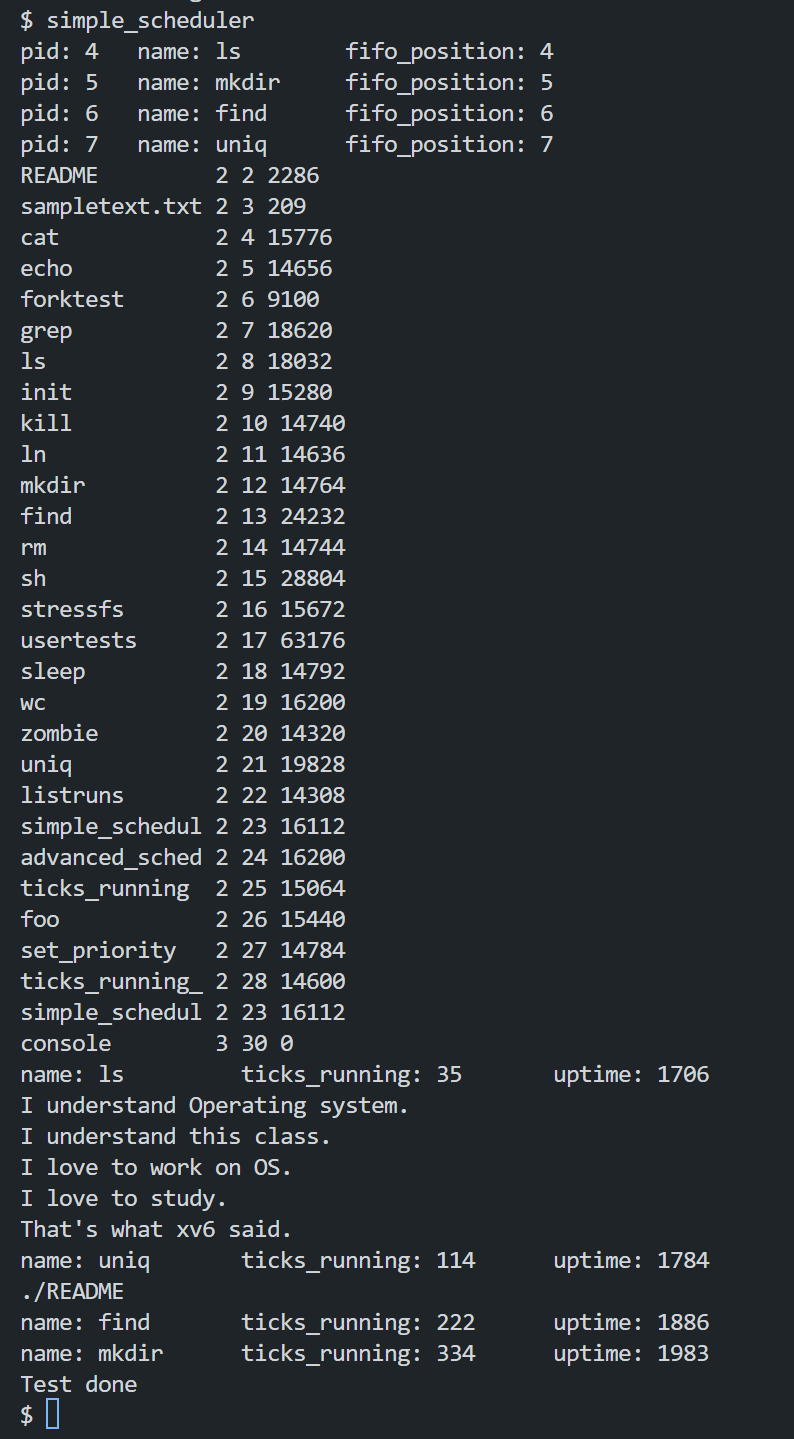 $ simple_scheduler
pid: 4   name: ls        fifo_position: 4
pid: 5   name: mkdir     fifo_position: 5
pid: 6   name: find      fifo_position: 6
pid: 7   name: uniq      fifo_position: 7
README         2 2 2286
sampletext.txt 2 3 209
cat            2 4 15776
echo           2 5 14656
forktest       2 6 9100
grep           2 7 18620
ls             2 8 18032
init           2 9 15280
kill           2 10 14740
ln             2 11 14636
mkdir          2 12 14764
find           2 13 24232
rm             2 14 14744
sh             2 15 28804
stressfs       2 16 15672
usertests      2 17 63176
sleep          2 18 14792
wc             2 19 16200
zombie         2 20 14320
uniq           2 21 19828
listruns       2 22 14308
simple_schedul 2 23 16112
advanced_sched 2 24 16200
ticks_running  2 25 15064
foo            2 26 15440
set_priority   2 27 14784
ticks_running_ 2 28 14600
simple_schedul 2 23 16112
console        3 30 0
name: ls         ticks_running: 35       uptime: 1706
I understand Operating system.
I understand this class.
I love to work on OS.
I love to study.
That's what xv6 said.
name: uniq       ticks_running: 114      uptime: 1784
./README
name: find       ticks_running: 222      uptime: 1886
name: mkdir      ticks_running: 334      uptime: 1983
Test done
$